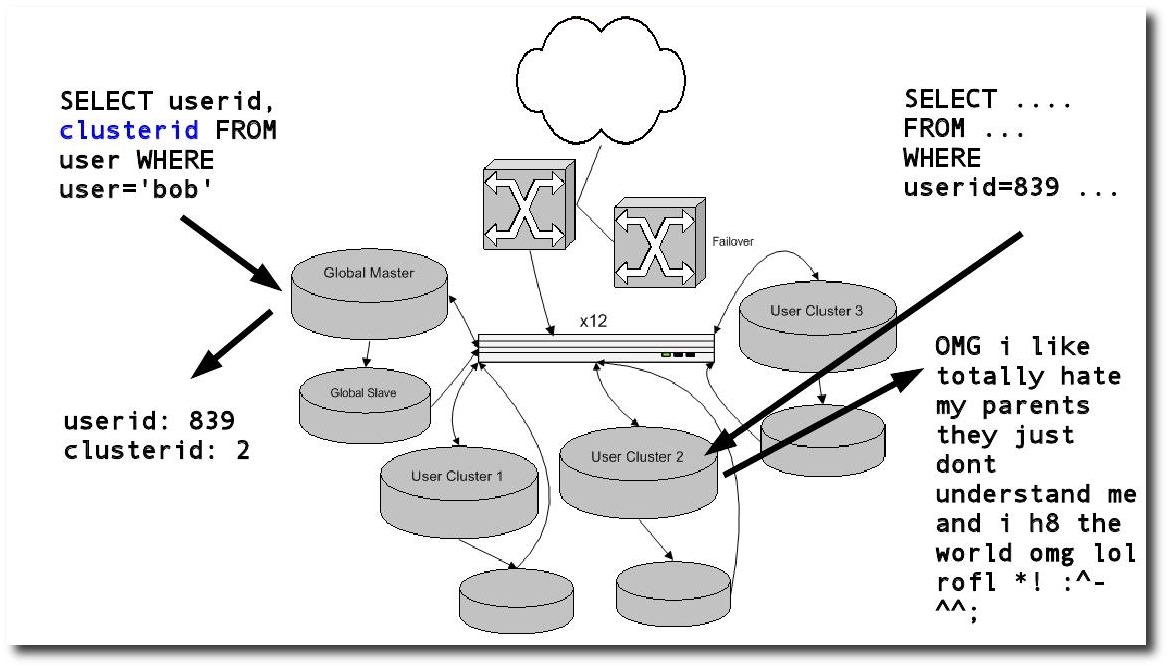 SELECT userid,
clusterid FROM
user WHERE
user='bob'
SELECT ....
FROM ...
WHERE
userid=839 ...
Failover
Global Master
x12
User Cluster 3
Global Slave
userid: 839
clusterid: 2
User Cluster 1
User Cluster 2
OMG i like
totally hate
my parents
they just
dont
understand me
and i h8 the
world omg lol
rofl *! :^-
^^;